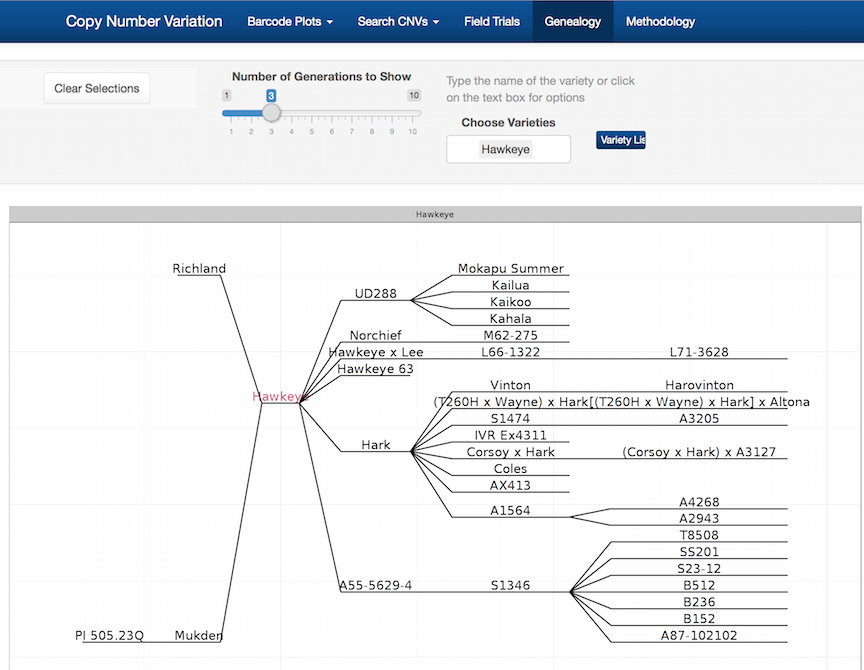 Copy Number Variation Barcode Plots Search CNVs Field Trials Genealogy Methodology
Clear Selections
Number of Generations to Show
1 3 10
1 2 3 4 5 6 7 8 9 10
Type the name of the variety or click
on the text box for options
Choose Varieties
Hawkeye
Variety Lis
Hawkeye
Richland
Mokapu Summer
Kailua
UD288
Kaikoo
Kahala
Norchief M62-275
Hawkeye x Lee L66-1322 L71-3628
Hawkeye 63
Vinton Harovinton
Hawkeye
(T260H x Wayne) x Hark [(T260H x Wayne) x Hark] x Altona
S1474 A3205
IVR Ex4311
Hark
Corsoy x Hark (Corsoy x Hark) x A3127
Coles
AX413
A4268
A1564
A2943
T8508
SS201
S23-12
A55-5629-4 S1346 B512
B236
B152
PI 505.23Q Mukden A87-102102